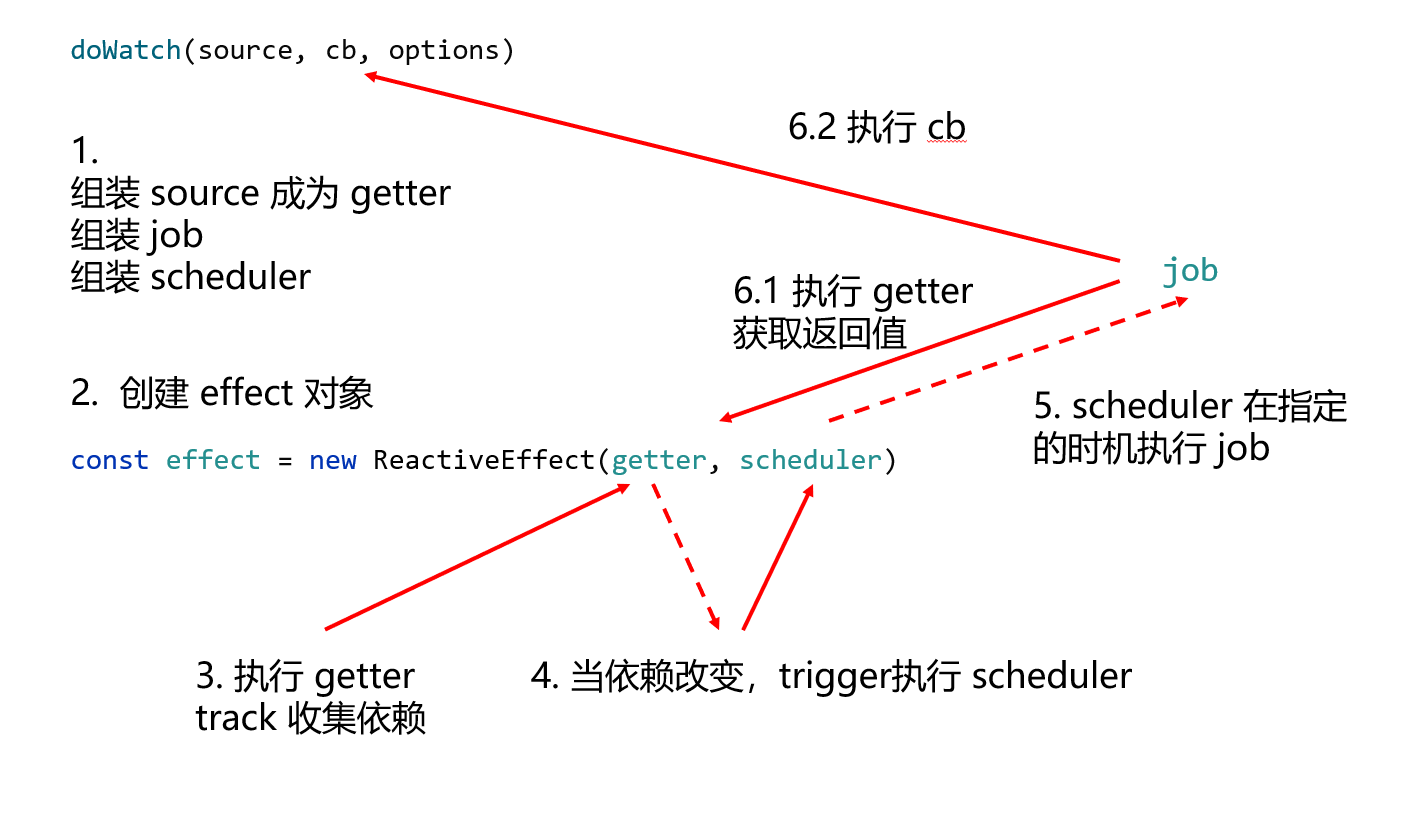 doWatch(source, cb, options)
6.2 执行 cb
1.
组装 source 成为 getter
组装 job
组装 scheduler
job
6.1 执行 getter
获取返回值
2. 创建 effect 对象
5. scheduler 在指定
的时机执行 job
const effect = new ReactiveEffect(getter, scheduler)
3. 执行 getter
track 收集依赖
4. 当依赖改变，trigger执行 scheduler